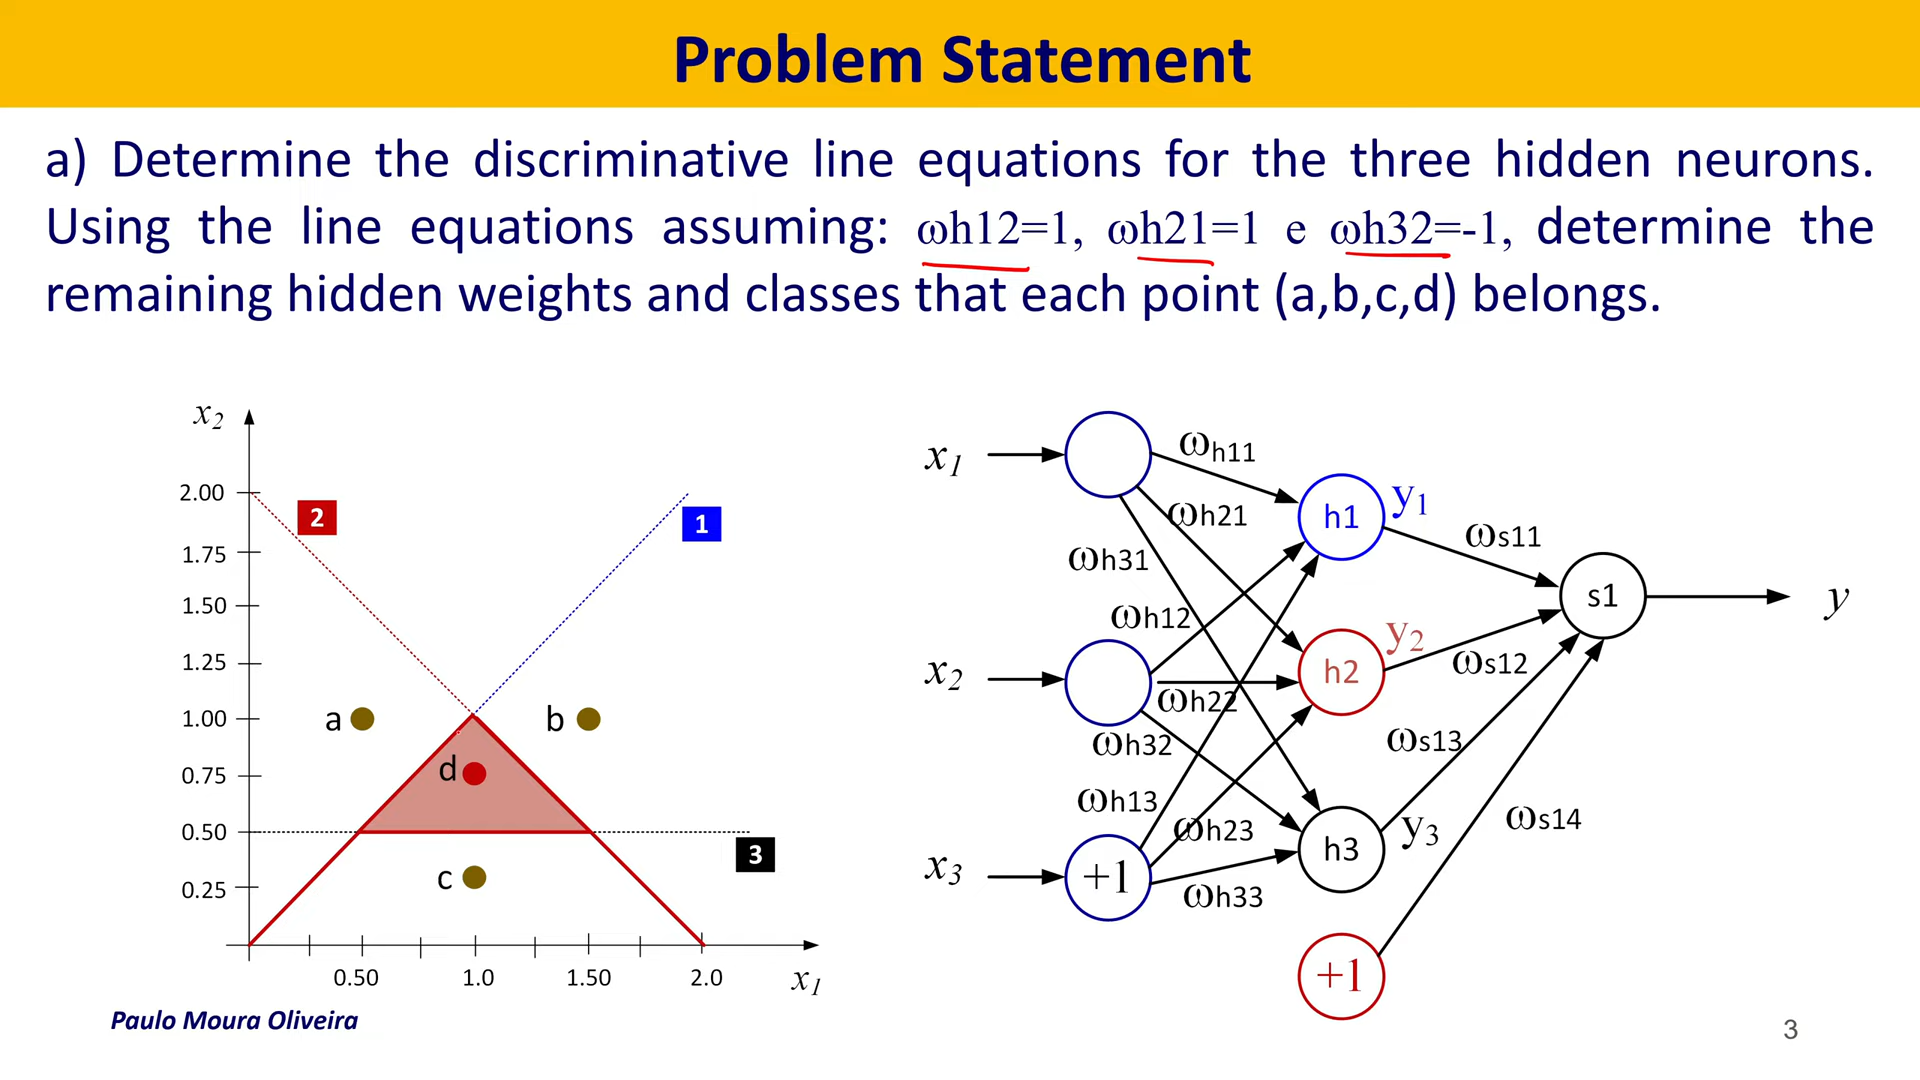 Problem Statement
a) Determine the discriminative line equations for the three hidden neurons.
Using the line equations assuming: ωh12=1, ωh21=1 e ωh32=-1, determine the
remaining hidden weights and classes that each point (a,b,c,d) belongs.
x2
2.00
2
1
1.75
1.50
1.25
1.00
a
b
0.75
d
0.50
3
0.25
c
0.50
1.0
1.50
2.0
x1
x1
ωh11
h1
y1
ωh21
ωs11
ωh31
s1
y
ωh12
x2
y2
h2
ωs12
ωh22
ωh32
ωs13
ωh13
ωh23
y3
ωs14
x3
+1
h3
ωh33
+1
Paulo Moura Oliveira
3